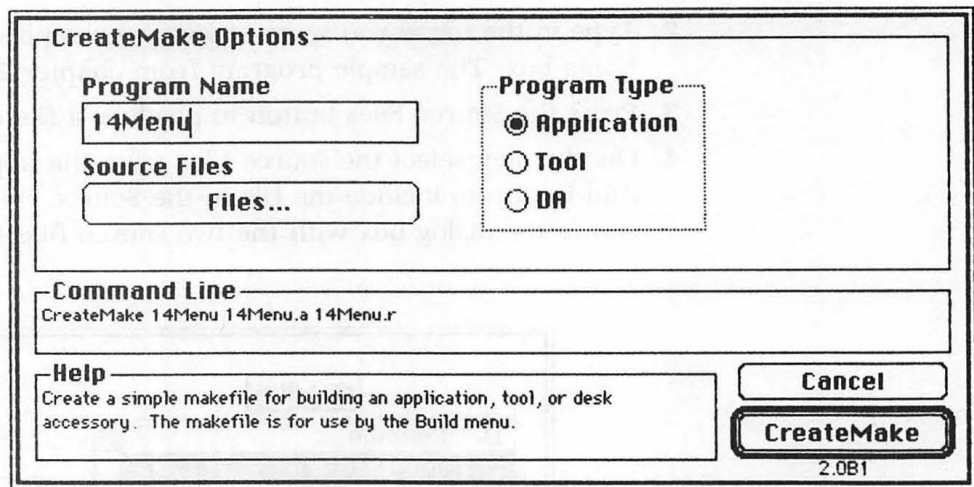 CreateMake Options
Program Name
14Menu
Source Files
Files...
Program Type
Application
Tool
DA
Command Line
CreateMake 14Menu 14Menu.a 14Menu.r
Help
Create a simple makefile for building an application, tool, or desk
accessory. The makefile is for use by the Build menu.
Cancel
CreateMake
2.0B1